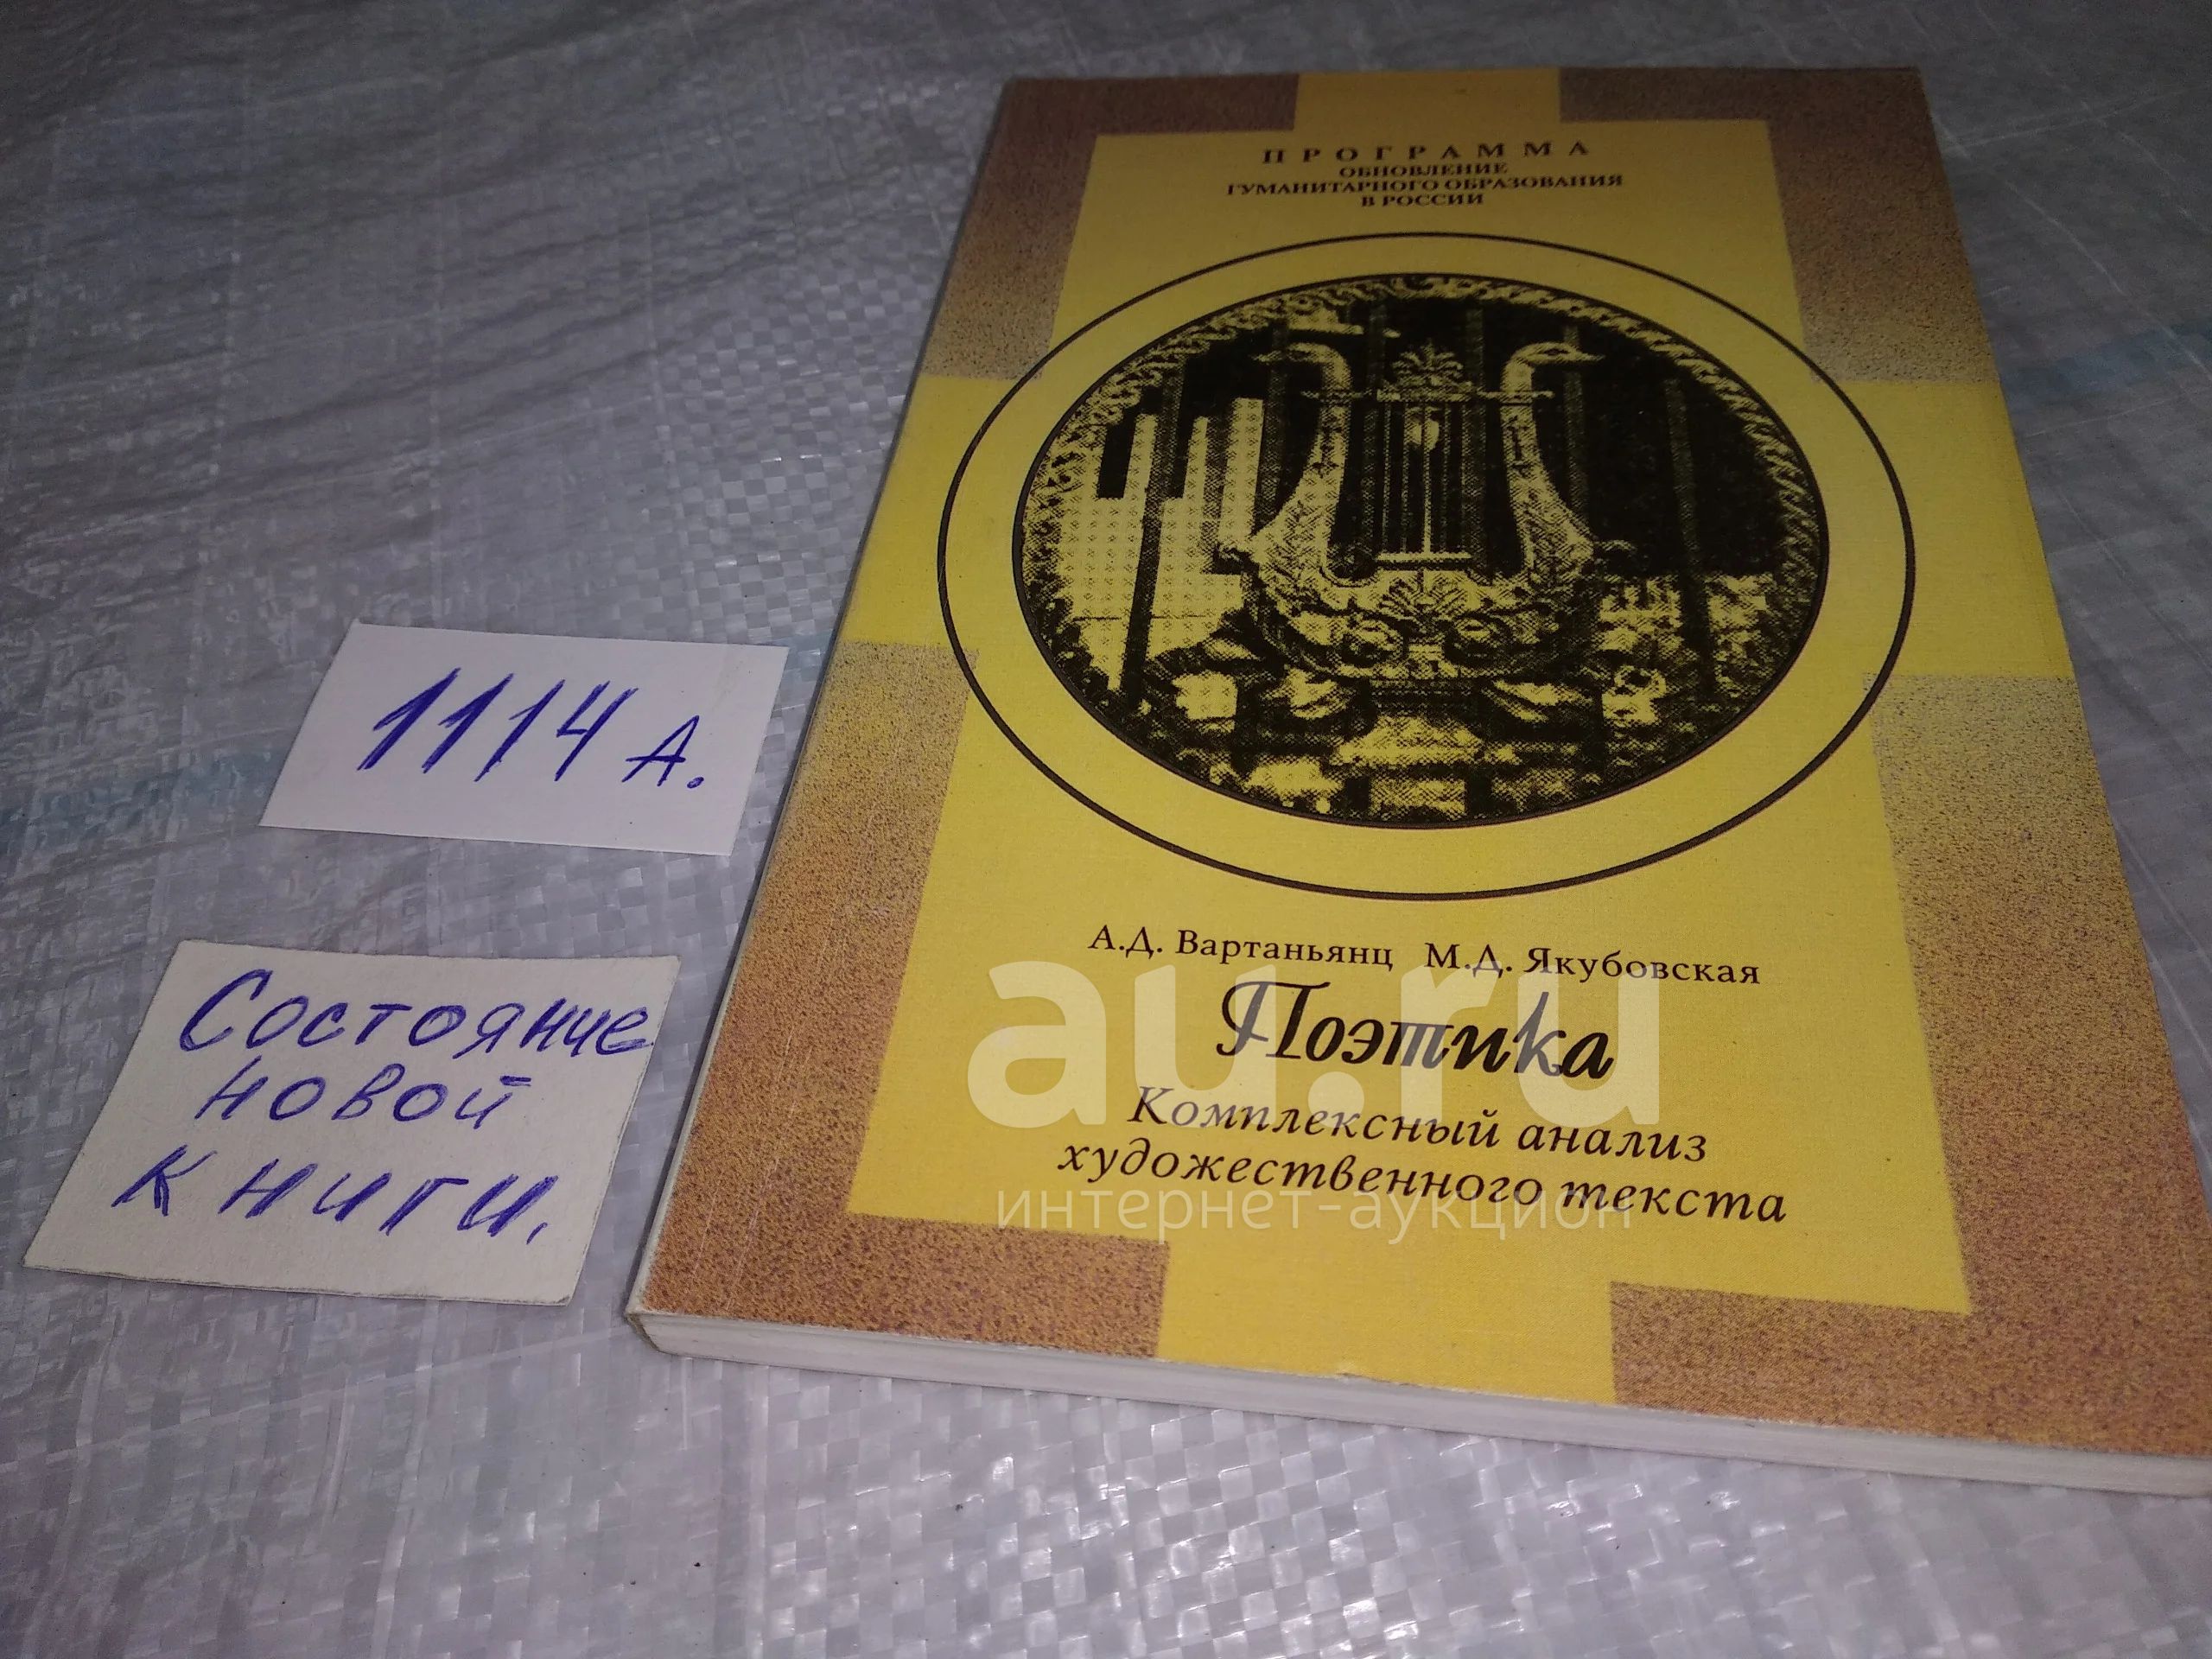 ПРОГРАММА
ОБНОВЛЕНИЕ
ГУМАНИТАРНОГО ОБРАЗОВАНИЯ
В РОССИИ
1114 А.
Состояние
новой
книги.
А.Д. Вартаньянц М.Д. Якубовская
Поэтика
Комплексный анализ
художественного текста
au.ru
интернет-аукцион